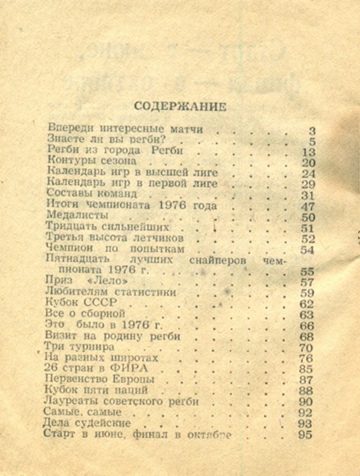 СОДЕРЖАНИЕ
Впереди интересные матчи . . . . . 3
Знаете ли вы регби? . . . . . . 5
Регби из города Регби . . . . . 13
Контуры сезона . . . . . . . 20
Календарь игр в высшей лиге . . . . 24
Календарь игр в первой лиге . . . . 29
Составы команд . . . . . . . 31
Итоги чемпионата 1976 года . . . . 47
Медалисты . . . . . . . . 50
Тридцать сильнейших . . . . . . 51
Третья высота летчиков . . . . . 52
Чемпион по попыткам . . . . . . 54
Пятнадцать лучших снайперов чем-
пионата 1976 г. . . . . . . . 55
Приз «Лело» . . . . . . . . 57
Любителям статистики . . . . . . 59
Кубок СССР . . . . . . . . 62
Все о сборной . . . . . . . 63
Это было в 1976 г. . . . . . . 66
Визит на родину регби . . . . . 68
Три турнира . . . . . . . . 70
На разных широтах . . . . . . 76
26 стран в ФИРА . . . . . . . 85
Первенство Европы . . . . . . 87
Кубок пяти наций . . . . . . . 88
Лауреаты советского регби . . . . 90
Самые, самые . . . . . . . 92
Дела судейские . . . . . . . 93
Старт в июне, финал в октябре . . . 95